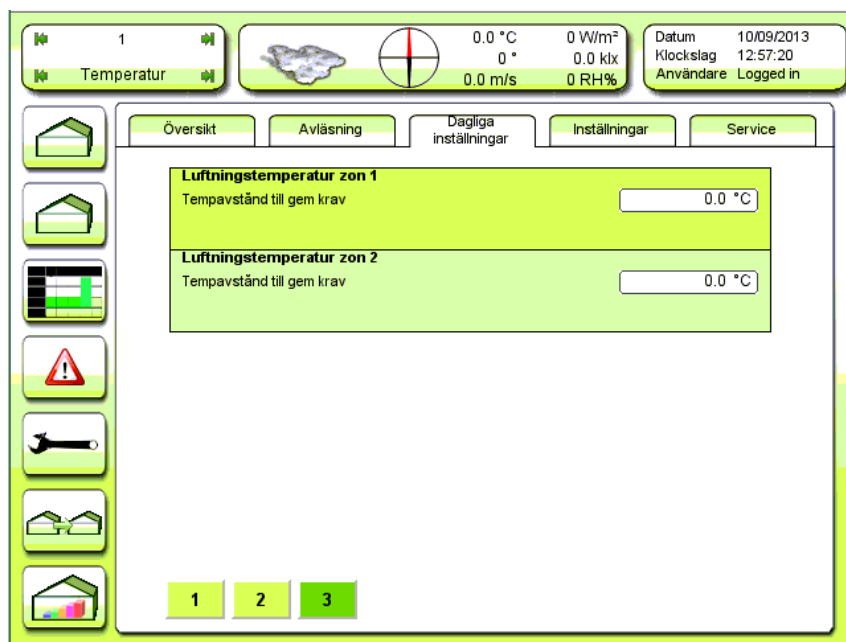 1
Temperatur
0.0 °C 0 W/m²
0 ° 0.0 klx
0.0 m/s 0 RH%
Datum 10/09/2013
Klockslag 12:57:20
Användare Logged in
Översikt
Avläsning
Dagliga
inställningar
Inställningar
Service
Luftningstemperatur zon 1
Tempavstånd till gem krav 0.0 °C
Luftningstemperatur zon 2
Tempavstånd till gem krav 0.0 °C
1 2 3